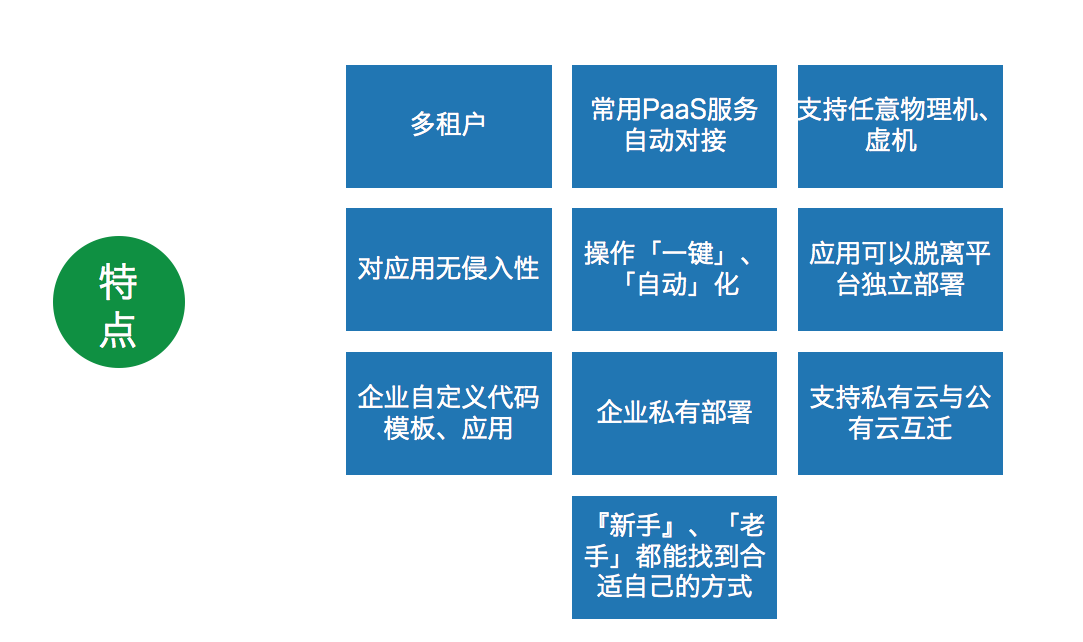 特
点
多租户
常用PaaS服务
自动对接
支持任意物理机、
虚机
对应用无侵入性
操作「一键」、
「自动」化
应用可以脱离平
台独立部署
企业自定义代码
模板、应用
企业私有部署
支持私有云与公
有云互迁
『新手』、「老
手」都能找到合
适自己的方式